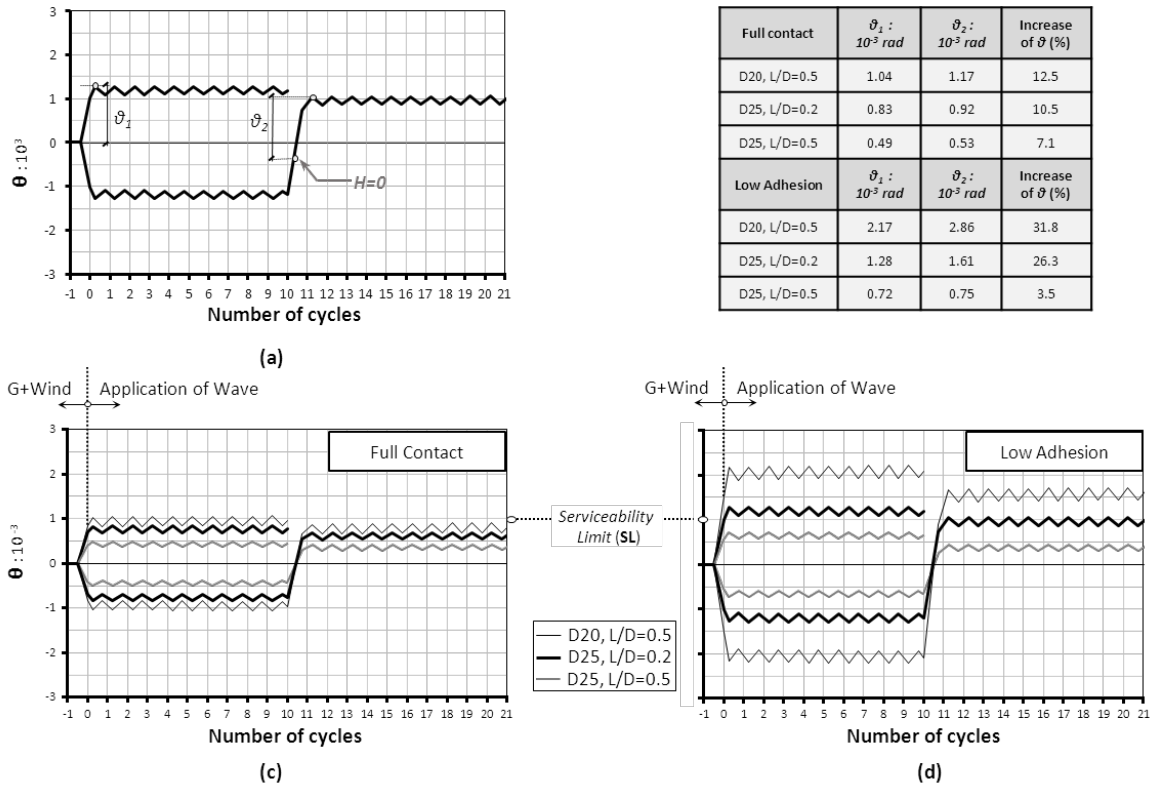 3
2
1
0
-1
-2
-3
θ :10³
ϑ₁
ϑ₂
H=0
-1 0 1 2 3 4 5 6 7 8 9 10 11 12 13 14 15 16 17 18 19 20 21
Number of cycles
(a)
Full contact ϑ₁ : 10⁻³ rad ϑ₂ : 10⁻³ rad Increase of ϑ (%)
D20, L/D=0.5 1.04 1.17 12.5
D25, L/D=0.2 0.83 0.92 10.5
D25, L/D=0.5 0.49 0.53 7.1
Low Adhesion ϑ₁ : 10⁻³ rad ϑ₂ : 10⁻³ rad Increase of ϑ (%)
D20, L/D=0.5 2.17 2.86 31.8
D25, L/D=0.2 1.28 1.61 26.3
D25, L/D=0.5 0.72 0.75 3.5
G+Wind Application of Wave
3
2
1
0
-1
-2
-3
θ :10⁻³
Full Contact
-1 0 1 2 3 4 5 6 7 8 9 10 11 12 13 14 15 16 17 18 19 20 21
Number of cycles
(c)
Serviceability
Limit (SL)
D20, L/D=0.5
D25, L/D=0.2
D25, L/D=0.5
G+Wind Application of Wave
Low Adhesion
-1 0 1 2 3 4 5 6 7 8 9 10 11 12 13 14 15 16 17 18 19 20 21
Number of cycles
(d)